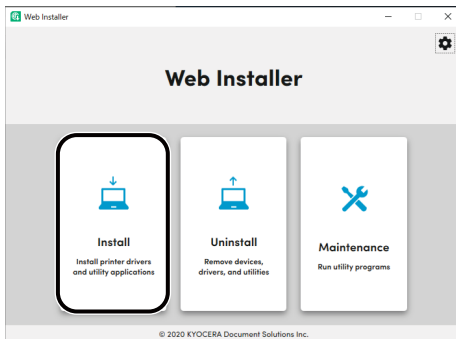 Web Installer
Web Installer
Install
Install printer drivers
and utility applications
Uninstall
Remove devices,
drivers, and utilities
Maintenance
Run utility programs
© 2020 KYOCERA Document Solutions Inc.